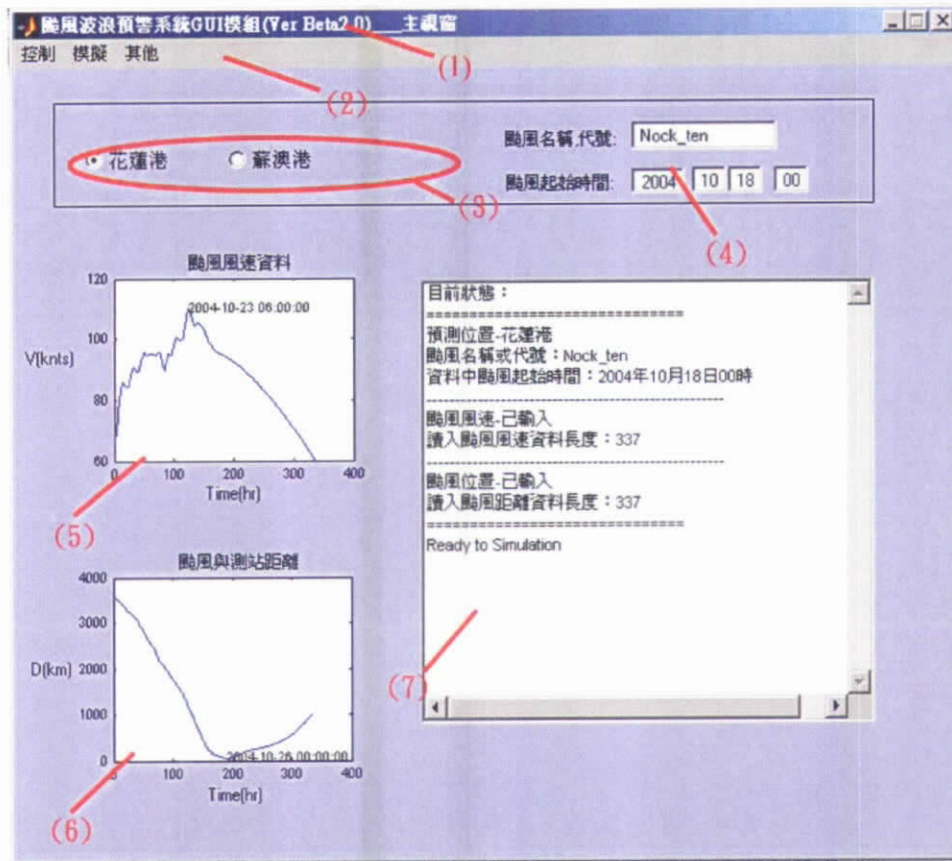 颱風波浪預警系統GUI模組(Ver Beta2.0)___主視窗
(1)
控制 模擬 其他
(2)
花蓮港 蘇澳港
(3)
颱風名稱,代號: Nock_ten
颱風起始時間: 2004 10 18 00
(4)
颱風風速資料
120
100
80
60
V(knts)
2004-10-23 06:00:00
0 100 200 300 400
Time(hr)
(5)
颱風與測站距離
4000
3000
2000
1000
0
D(km)
2004-10-26 00:00:00
0 100 200 300 400
Time(hr)
(6)
目前狀態：
==============================
預測位置-花蓮港
颱風名稱或代號：Nock_ten
資料中颱風起始時間：2004年10月18日00時
--------------------------------------------------
颱風風速-已輸入
讀入颱風風速資料長度：337
--------------------------------------------------
颱風位置-已輸入
讀入颱風距離資料長度：337
==============================
Ready to Simulation
(7)